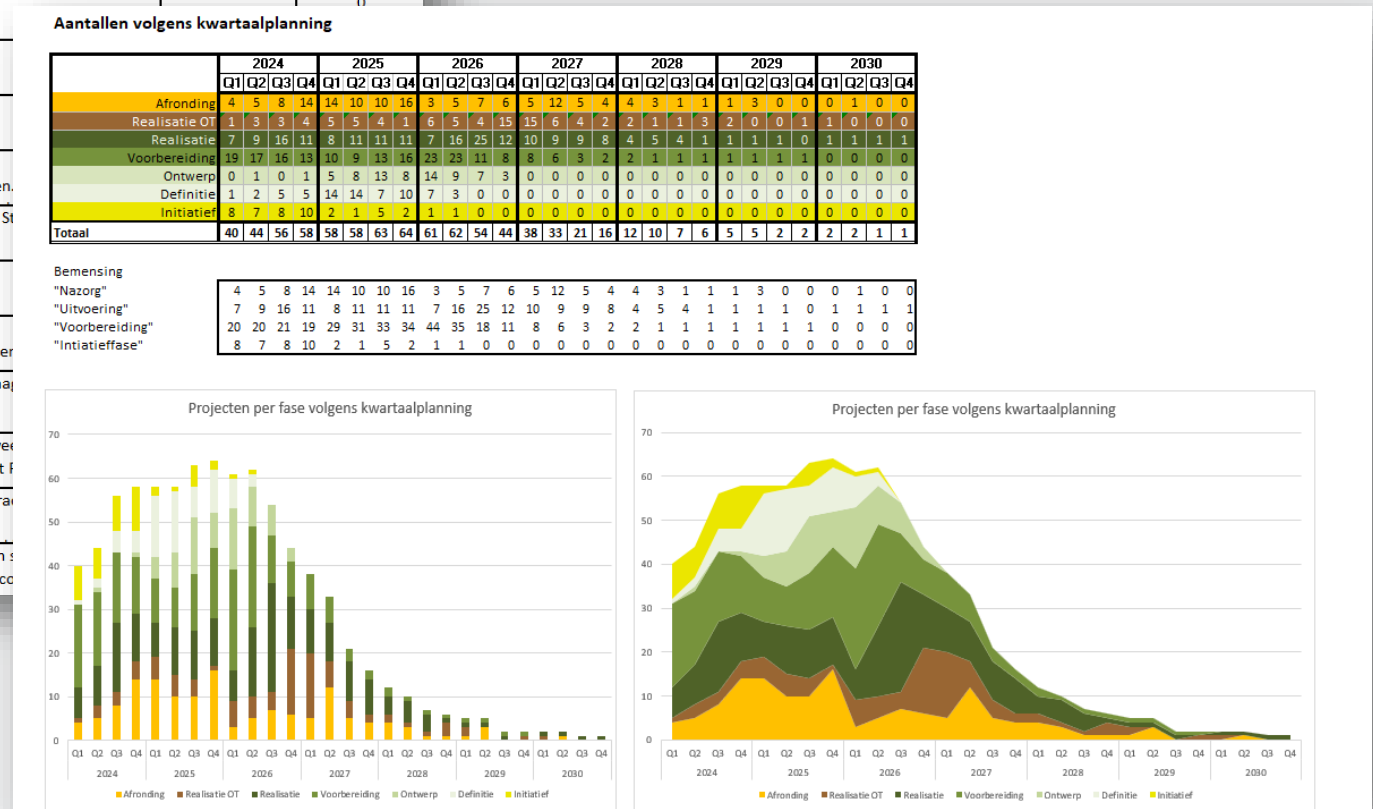 0
Aantallen volgens kwartaalplanning
2024 2025 2026 2027 2028 2029 2030
Q1 Q2 Q3 Q4 Q1 Q2 Q3 Q4 Q1 Q2 Q3 Q4 Q1 Q2 Q3 Q4 Q1 Q2 Q3 Q4 Q1 Q2 Q3 Q4 Q1 Q2 Q3 Q4
Afronding 4 5 8 14 14 10 10 16 3 5 7 6 5 12 5 4 4 3 1 1 1 3 0 0 0 1 0 0
Realisatie OT 1 3 3 4 5 5 4 1 6 5 4 15 15 6 4 2 2 1 1 3 2 0 0 1 1 0 0 0
Realisatie 7 9 16 11 8 11 11 11 7 16 25 12 10 9 9 8 4 5 4 1 1 1 1 0 1 1 1 1
Voorbereiding 19 17 16 13 10 9 13 16 23 23 11 8 8 6 3 2 2 1 1 1 1 1 1 1 0 0 0 0
Ontwerp 0 1 0 1 5 8 13 8 14 9 7 3 0 0 0 0 0 0 0 0 0 0 0 0 0 0 0 0
Definitie 1 2 5 5 14 14 7 10 7 3 0 0 0 0 0 0 0 0 0 0 0 0 0 0 0 0 0 0
Initiatief 8 7 8 10 2 1 5 2 1 1 0 0 0 0 0 0 0 0 0 0 0 0 0 0 0 0 0 0
Totaal 40 44 56 58 58 58 63 64 61 62 54 44 38 33 21 16 12 10 7 6 5 5 2 2 2 2 1 1
Bemensing
"Nazorg" 4 5 8 14 14 10 10 16 3 5 7 6 5 12 5 4 4 3 1 1 1 3 0 0 0 1 0 0
"Uitvoering" 7 9 16 11 8 11 11 11 7 16 25 12 10 9 9 8 4 5 4 1 1 1 1 0 1 1 1 1
"Voorbereiding" 20 20 21 19 29 31 33 34 44 35 18 11 8 6 3 2 2 1 1 1 1 1 1 1 0 0 0 0
"Intiatieffase" 8 7 8 10 2 1 5 2 1 1 0 0 0 0 0 0 0 0 0 0 0 0 0 0 0 0 0 0
Projecten per fase volgens kwartaalplanning
70
60
50
40
30
20
10
0
Q1 Q2 Q3 Q4 Q1 Q2 Q3 Q4 Q1 Q2 Q3 Q4 Q1 Q2 Q3 Q4 Q1 Q2 Q3 Q4 Q1 Q2 Q3 Q4 Q1 Q2 Q3 Q4
2024 2025 2026 2027 2028 2029 2030
Afronding Realisatie OT Realisatie Voorbereiding Ontwerp Definitie Initiatief
Projecten per fase volgens kwartaalplanning
70
60
50
40
30
20
10
0
Q1 Q2 Q3 Q4 Q1 Q2 Q3 Q4 Q1 Q2 Q3 Q4 Q1 Q2 Q3 Q4 Q1 Q2 Q3 Q4 Q1 Q2 Q3 Q4 Q1 Q2 Q3 Q4
2024 2025 2026 2027 2028 2029 2030
Afronding Realisatie OT Realisatie Voorbereiding Ontwerp Definitie Initiatief